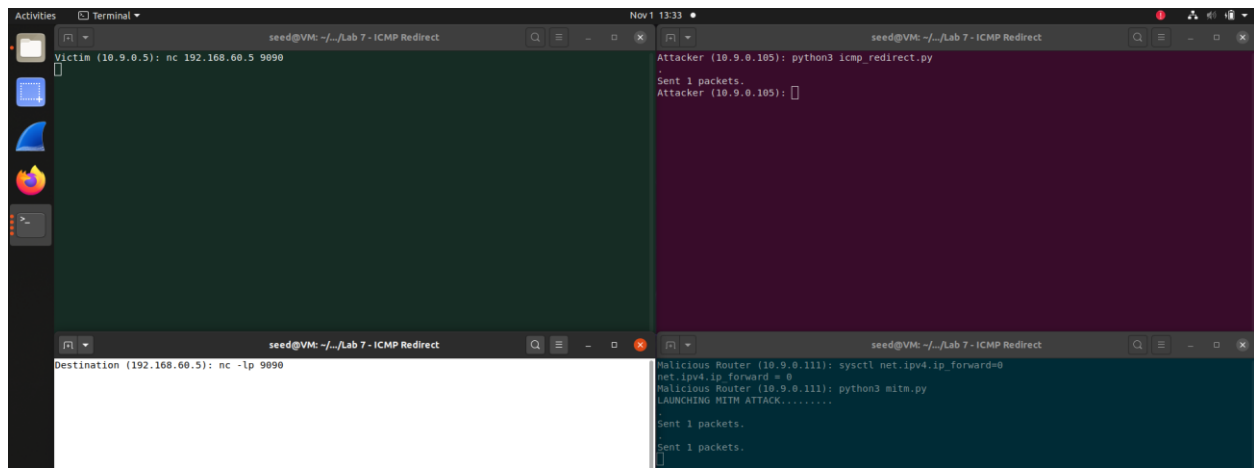 Activities Terminal Nov 1 13:33
seed@VM: ~/.../Lab 7 - ICMP Redirect
Victim (10.9.0.5): nc 192.168.60.5 9090
seed@VM: ~/.../Lab 7 - ICMP Redirect
Attacker (10.9.0.105): python3 icmp_redirect.py
.
Sent 1 packets.
Attacker (10.9.0.105):
seed@VM: ~/.../Lab 7 - ICMP Redirect
Destination (192.168.60.5): nc -lp 9090
seed@VM: ~/.../Lab 7 - ICMP Redirect
Malicious Router (10.9.0.111): sysctl net.ipv4.ip_forward=0
net.ipv4.ip_forward = 0
Malicious Router (10.9.0.111): python3 mitm.py
LAUNCHING MITM ATTACK.........
.
Sent 1 packets.
.
Sent 1 packets.